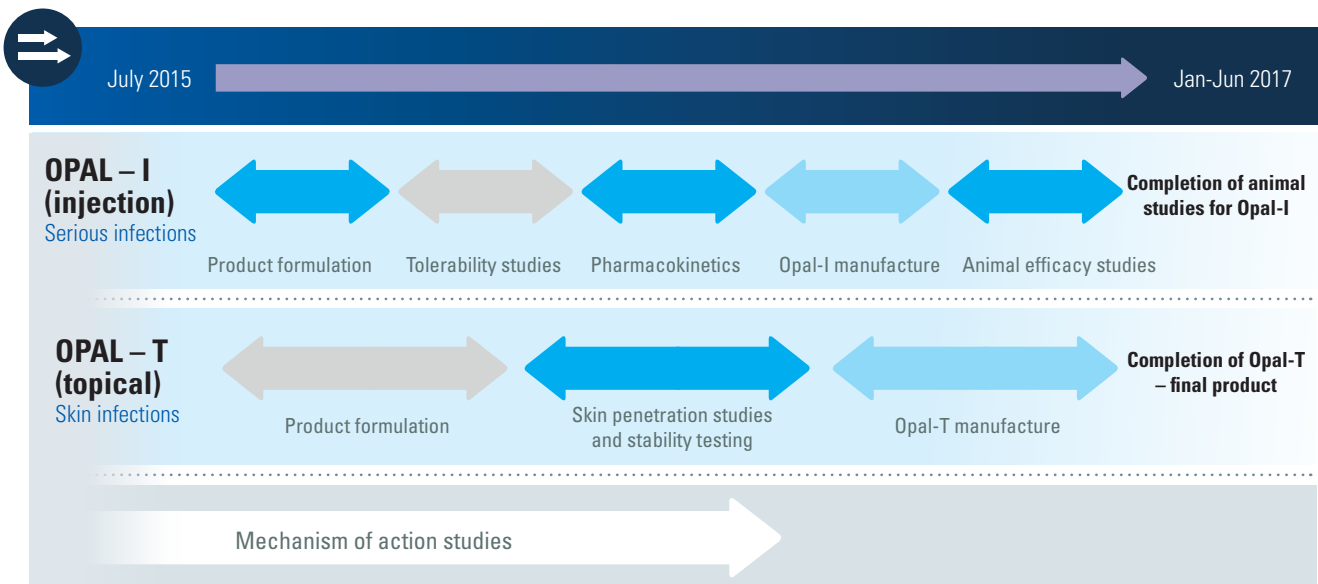 July 2015
Jan-Jun 2017
OPAL – I
(injection)
Serious infections
Product formulation
Tolerability studies
Pharmacokinetics
Opal-I manufacture
Animal efficacy studies
Completion of animal
studies for Opal-I
OPAL – T
(topical)
Skin infections
Product formulation
Skin penetration studies
and stability testing
Opal-T manufacture
Completion of Opal-T
– final product
Mechanism of action studies